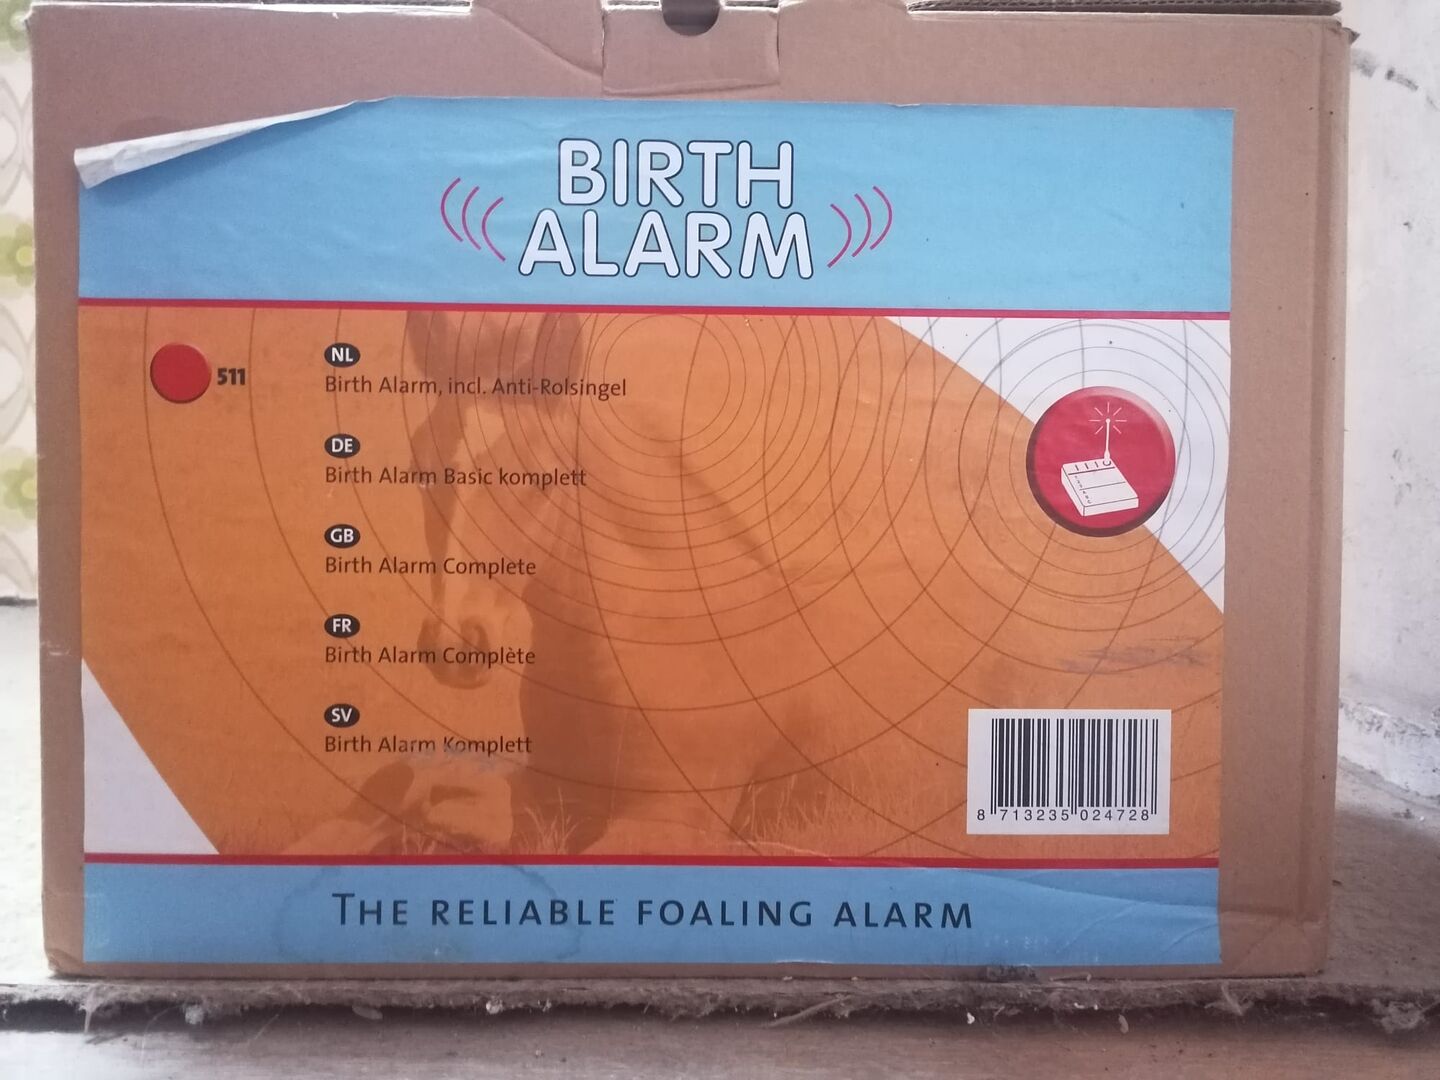 BIRTH
ALARM
511
NL
Birth Alarm, incl. Anti-Rolsingel
DE
Birth Alarm Basic komplett
GB
Birth Alarm Complete
FR
Birth Alarm Complète
SV
Birth Alarm Komplett
8 713235 024728
THE RELIABLE FOALING ALARM